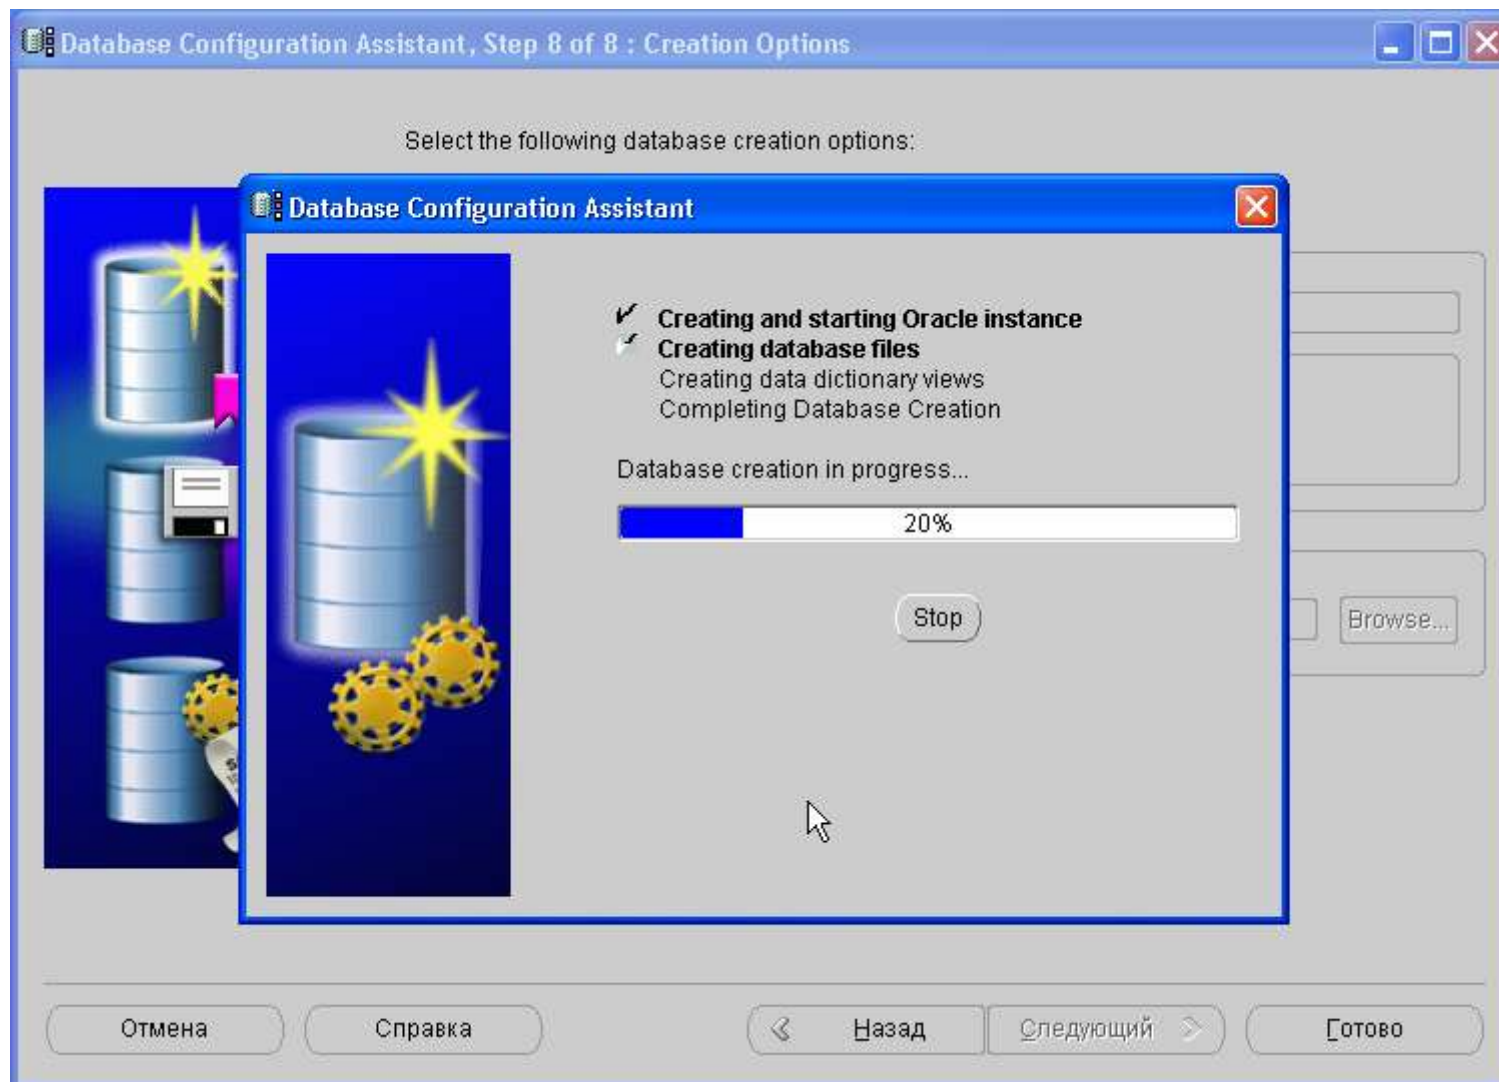 Database Configuration Assistant, Step 8 of 8 : Creation Options
Select the following database creation options:
Database Configuration Assistant
Creating and starting Oracle instance
Creating database files
Creating data dictionary views
Completing Database Creation
Database creation in progress...
20%
Stop
Browse...
Отмена
Справка
Назад
Следующий
Готово